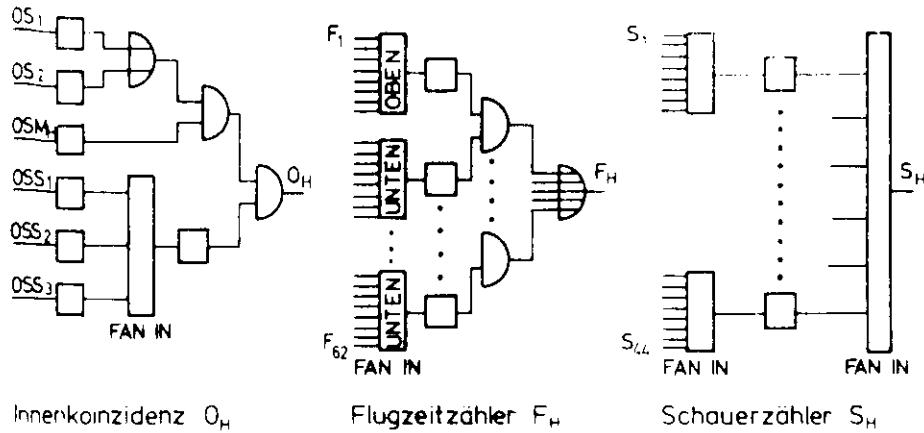 OS1
OS2
OSM
OSS1
OSS2
OSS3
FAN IN
OH
F1
OBEN
UNTEN
UNTEN
F62
FAN IN
FH
S1
S44
FAN IN
SH
FAN IN
Innenkoinzidenz OH
Flugzeitzähler FH
Schauerzähler SH